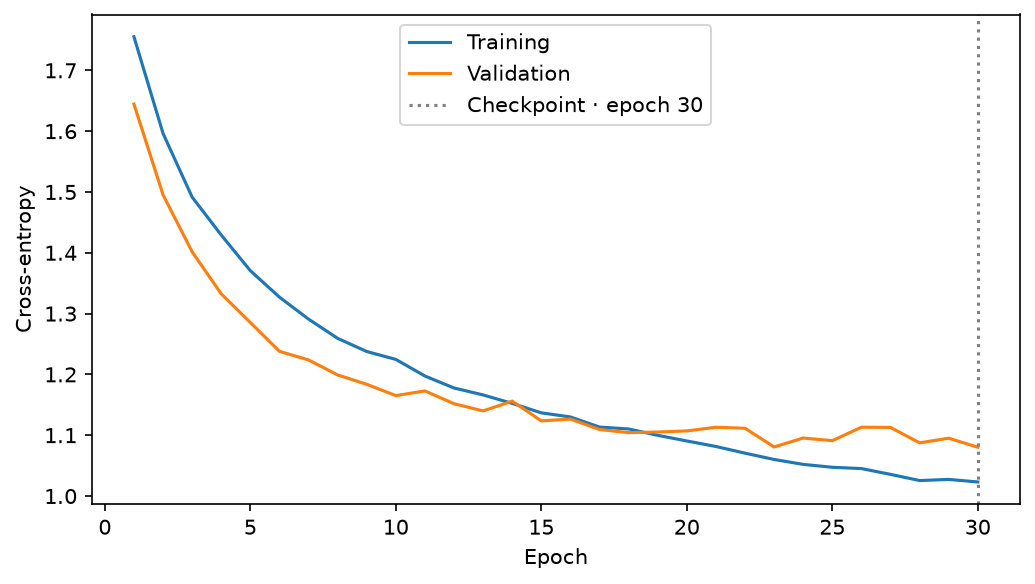 Training
Validation
Checkpoint · epoch 30
Cross-entropy
1.7
1.6
1.5
1.4
1.3
1.2
1.1
1.0
0 5 10 15 20 25 30
Epoch